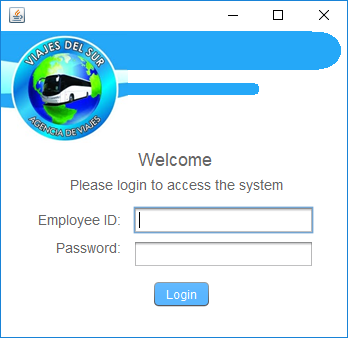 VIAJES DEL SUR
AGENCIA DE VIAJES
Welcome
Please login to access the system
Employee ID:
Password:
Login